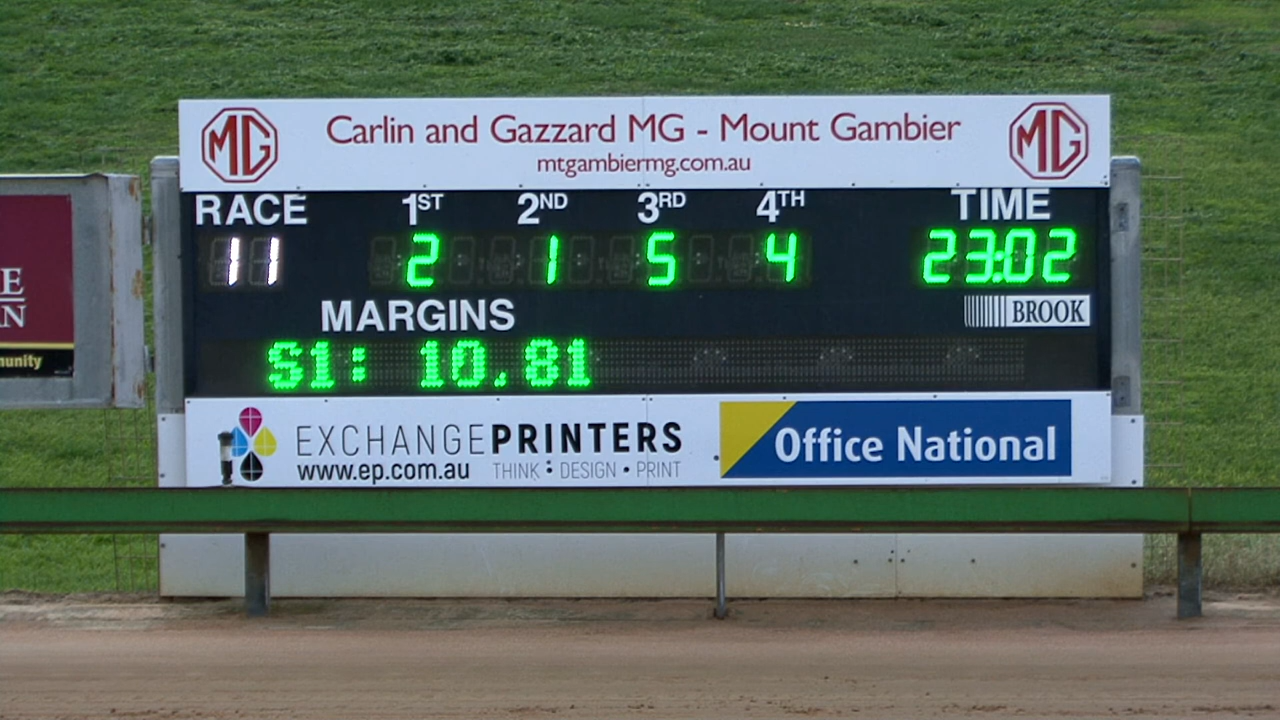 MG
Carlin and Gazzard MG - Mount Gambier
MG
mtgambiermg.com.au
RACE 1ST 2ND 3RD 4TH TIME
11 2 1 5 4 23:02
BROOK
MARGINS
S1: 10.81
E
N
munity
EXCHANGEPRINTERS
www.ep.com.au THINK : DESIGN • PRINT
Office National